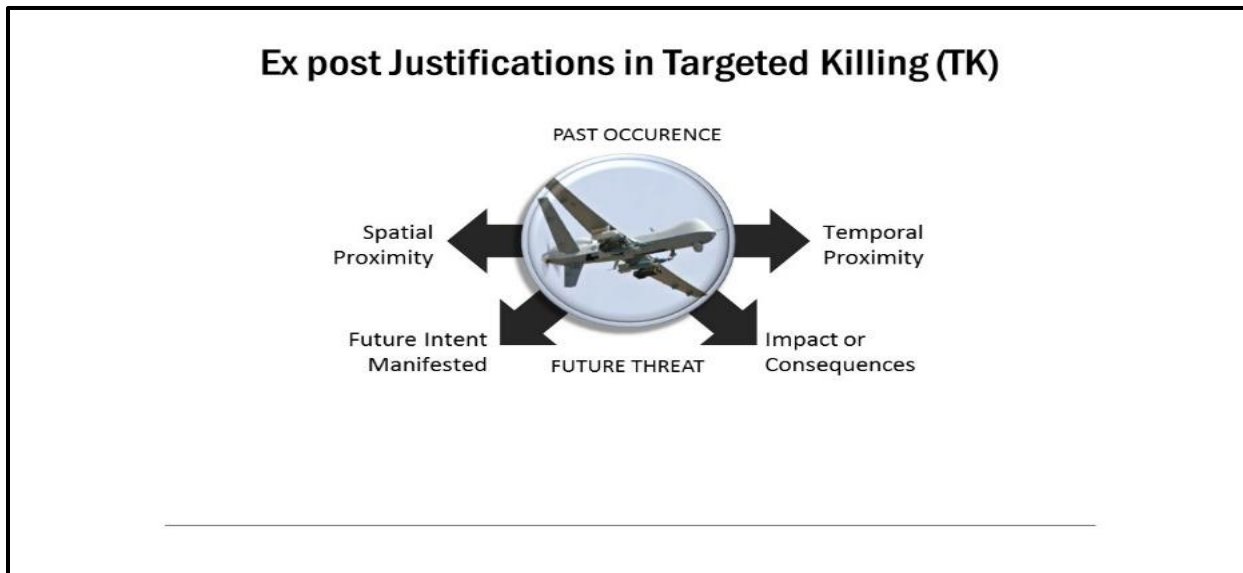 Ex post Justifications in Targeted Killing (TK)
PAST OCCURENCE
Spatial
Proximity
Temporal
Proximity
Future Intent
Manifested
FUTURE THREAT
Impact or
Consequences